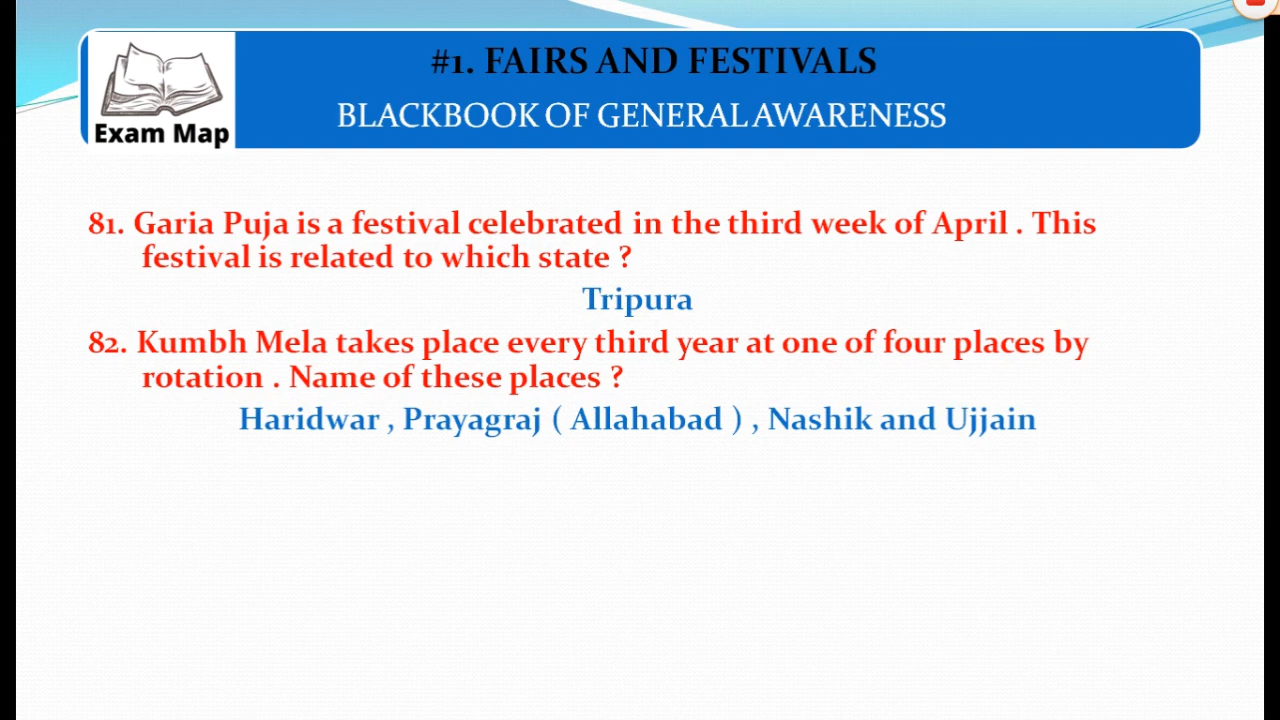 #1. FAIRS AND FESTIVALS
BLACKBOOK OF GENERAL AWARENESS
Exam Map
81. Garia Puja is a festival celebrated in the third week of April . This
festival is related to which state ?
Tripura
82. Kumbh Mela takes place every third year at one of four places by
rotation . Name of these places ?
Haridwar , Prayagraj ( Allahabad ) , Nashik and Ujjain